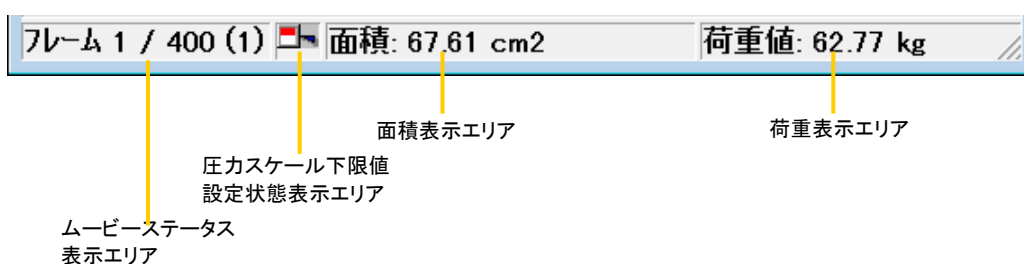 フレーム 1 / 400 (1) 面積: 67.61 cm2 荷重値: 62.77 kg
面積表示エリア
荷重表示エリア
圧力スケール下限値
設定状態表示エリア
ムービーステータス
表示エリア